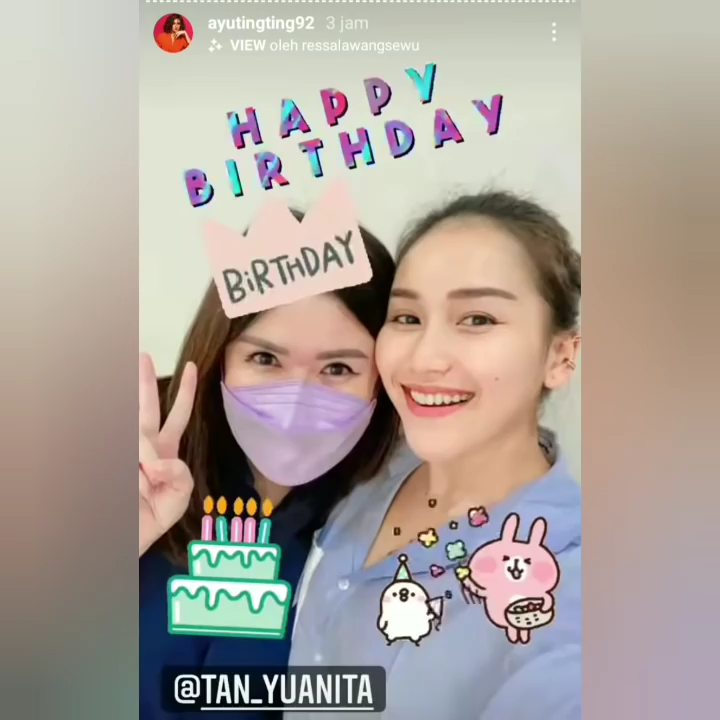 ayutingting92 3 jam
VIEW oleh ressalawangsewu
HAPPY
BIRTHDAY
BiRTHDAY
@TAN_YUANITA